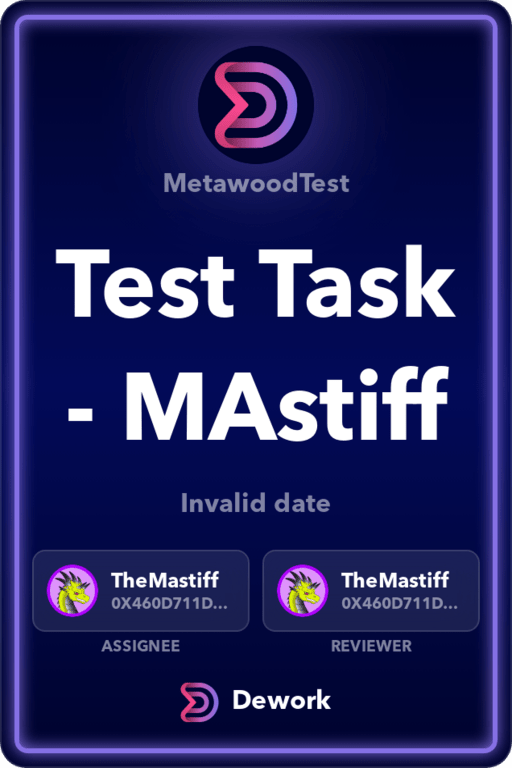 MetawoodTest
Test Task
- MAstiff
Invalid date
TheMastiff
0X460D711D...
ASSIGNEE
TheMastiff
0X460D711D...
REVIEWER
Dework